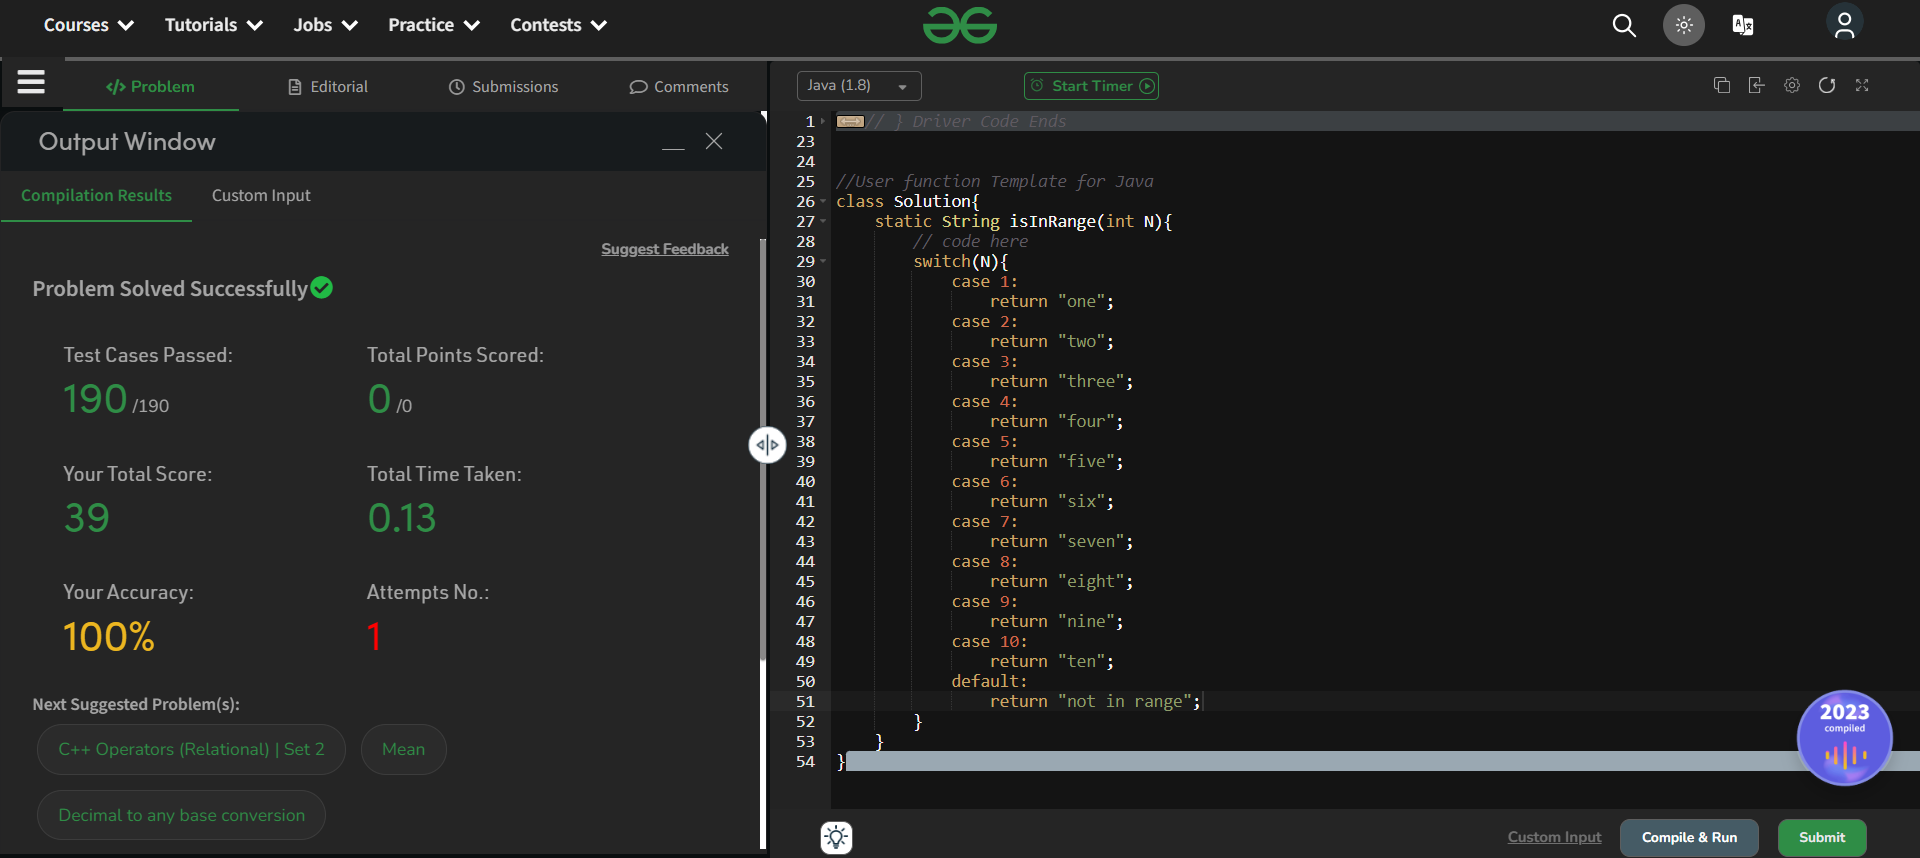 Courses Tutorials Jobs Practice Contests
Problem Editorial Submissions Comments
Output Window
Compilation Results Custom Input
Suggest Feedback
Problem Solved Successfully
Test Cases Passed: Total Points Scored:
190 /190 0 /0
Your Total Score: Total Time Taken:
39 0.13
Your Accuracy: Attempts No.:
100% 1
Next Suggested Problem(s):
C++ Operators (Relational) | Set 2 Mean
Decimal to any base conversion
Java (1.8) Start Timer
1 // } Driver Code Ends
23
24
25 //User function Template for Java
26 class Solution{
27 static String isInRange(int N){
28 // code here
29 switch(N){
30 case 1:
31 return "one";
32 case 2:
33 return "two";
34 case 3:
35 return "three";
36 case 4:
37 return "four";
38 case 5:
39 return "five";
40 case 6:
41 return "six";
42 case 7:
43 return "seven";
44 case 8:
45 return "eight";
46 case 9:
47 return "nine";
48 case 10:
49 return "ten";
50 default:
51 return "not in range";
52 }
53 }
54 }
2023
compiled
Custom Input Compile & Run Submit